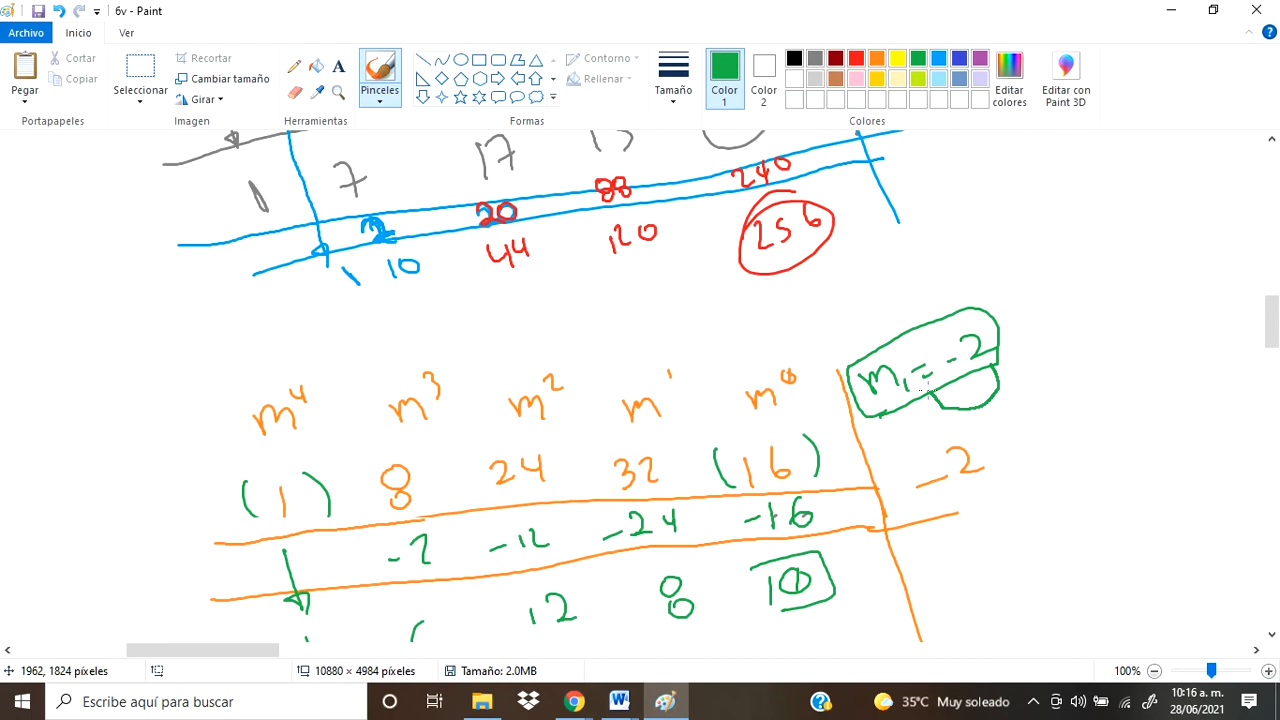 6v - Paint
Archivo Inicio Ver
Pegar
Cortar
Copiar
Seleccionar
Recortar
Cambiar tamaño
Girar
A
Pinceles
Contorno
Rellenar
Tamaño
Color 1
Color 2
Editar colores
Editar con Paint 3D
Portapapeles Imagen Herramientas Formas Colores
7 17
240
20 88
1 10 44 120 256
m₁ = -2
m⁴ m³ m² m¹ m⁰
(1) 8 24 32 (16) -2
-2 -12 -24 -16
12 8
1962, 1824 píxeles 10880 × 4984 píxeles Tamaño: 2.0MB 100%
Escribe aquí para buscar
35°C Muy soleado
10:16 a. m.
28/06/2021